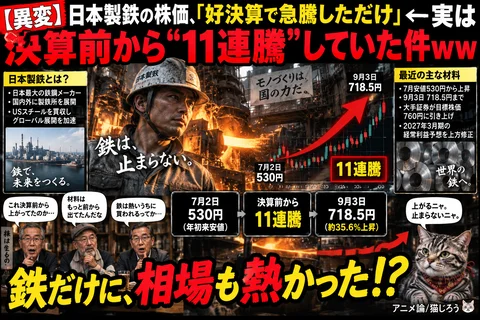 【異変】日本製鉄の株価、「好決算で急騰しただけ」←実は
決算前から“11連騰”していた件ww
日本製鉄とは?
・日本最大の鉄鋼メーカー
・国内外に製鉄所を展開
・USスチールを買収し
グローバル展開を加速
鉄で、
未来をつくる。
日本製鉄
鉄は、
止まらない。
モノづくりは
国の力だ。
9月3日
718.5円
7月2日
530円
11連騰
最近の主な材料
・7月安値530円から上昇
・9月3日 718.5円まで
・大手証券が目標株価
760円に引き上げ
・2027年3月期の
経常利益予想を上方修正
世界の
鉄へ。
これ決算前から
上がってたのか…
材料は
もっと前から
出てたんだな
鉄は熱いうちに
買われるってか…
7月2日
530円
(年初来安値)
決算前から
11連騰
9月3日
718.5円
(約35.6%上昇)
上がるニャ。
止まらないニャ。
鉄だけに、相場も熱かった!?
アニメ論/猫じろう